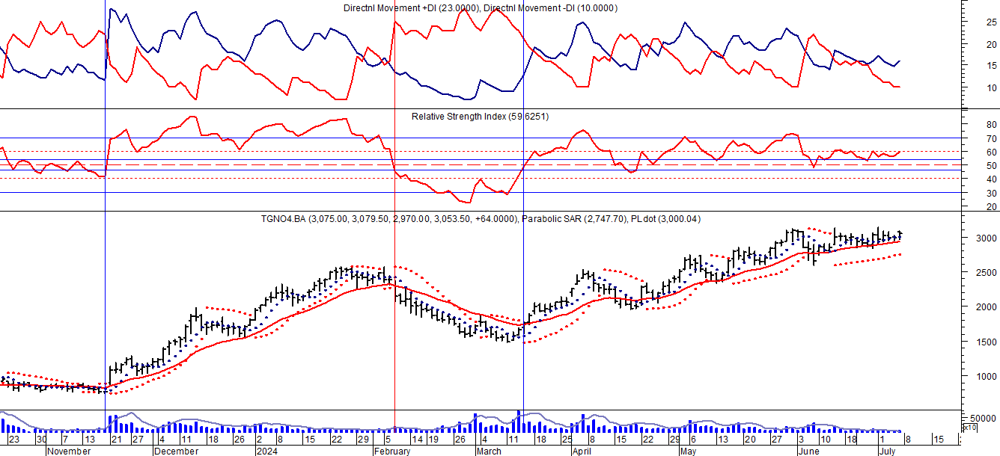 Directnl Movement +DI (23.0000), Directnl Movement -DI (10.0000)
25
20
15
10
Relative Strength Index (59.6251)
80
70
60
50
40
30
20
TGNO4.BA (3,075.00, 3,079.50, 2,970.00, 3,053.50, +64.0000), Parabolic SAR (2,747.70), PLdot (3,000.04)
3000
2500
2000
1500
1000
50000
x10
23 30 7 13 21 27 4 11 18 26 2 8 15 22 29 5 14 19 26 4 11 18 25 8 15 22 29 6 13 20 27 3 10 18 1 8 15
November December 2024 February March April May June July